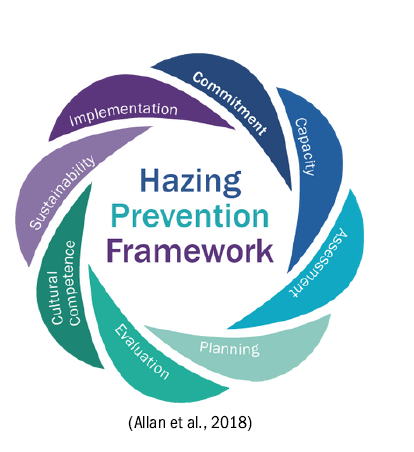 Hazing
Prevention
Framework
Commitment
Capacity
Assessment
Planning
Evaluation
Cultural
Competence
Sustainability
Implementation
(Allan et al., 2018)